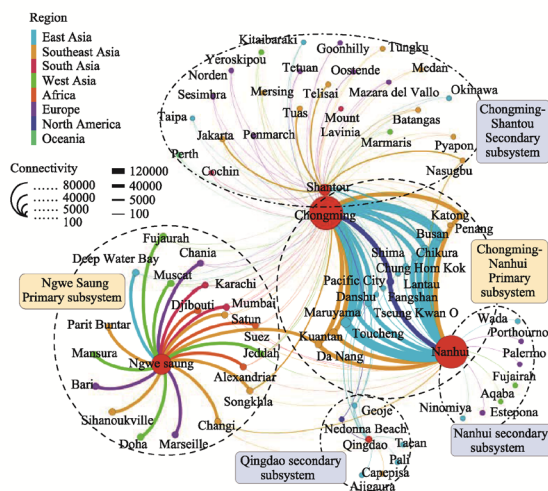 Region
East Asia
Southeast Asia
South Asia
West Asia
Africa
Europe
North America
Oceania
Connectivity
80000
40000
5000
100
120000
40000
5000
100
Kitaibaraki
Goonhilly
Tungku
Yeroskipou
Tetuan
Oostende
Medan
Norden
Telisai
Mazara del Vallo
Sesimbra
Mersing
Okinawa
Taipa
Tuas
Mount
Lavinia
Batangas
Jakarta
Penmarch
Pyapon
Perth
Marmaris
Nasugbu
Cochin
Chongming-
Shantou
Secondary
subsystem
Shantour
Chongming
Katong
Penang
Busan
Shima
Chikura
Chung Hom Kok
Pacific City
Lantau
Danshu
Fangshan
Maruyama
Tseung Kwan O
Toucheng
Kuantan
Da Nang
Nanhui
Chongming-
Nanhui
Primary
subsystem
Wada
Porthourno
Palermo
Fujairah
Aqaba
Ninomiya
Estepona
Nanhui secondary
subsystem
Fujaurah
Deep Water Bay
Chania
Muscat
Karachi
Ngwe Saung
Primary subsystem
Djibouti
Mumbai
Parit Buntar
Satun
Suez
Mansura
Ngwe saung
Jeddah
Bari
Alexandriar
Songkhla
Sihanoukville
Changi
Doha
Marseille
Geoje
Nedonna Beach
Qingdao
Tacan
Pali
Capepisa
Ajigaura
Qingdao secondary
subsystem